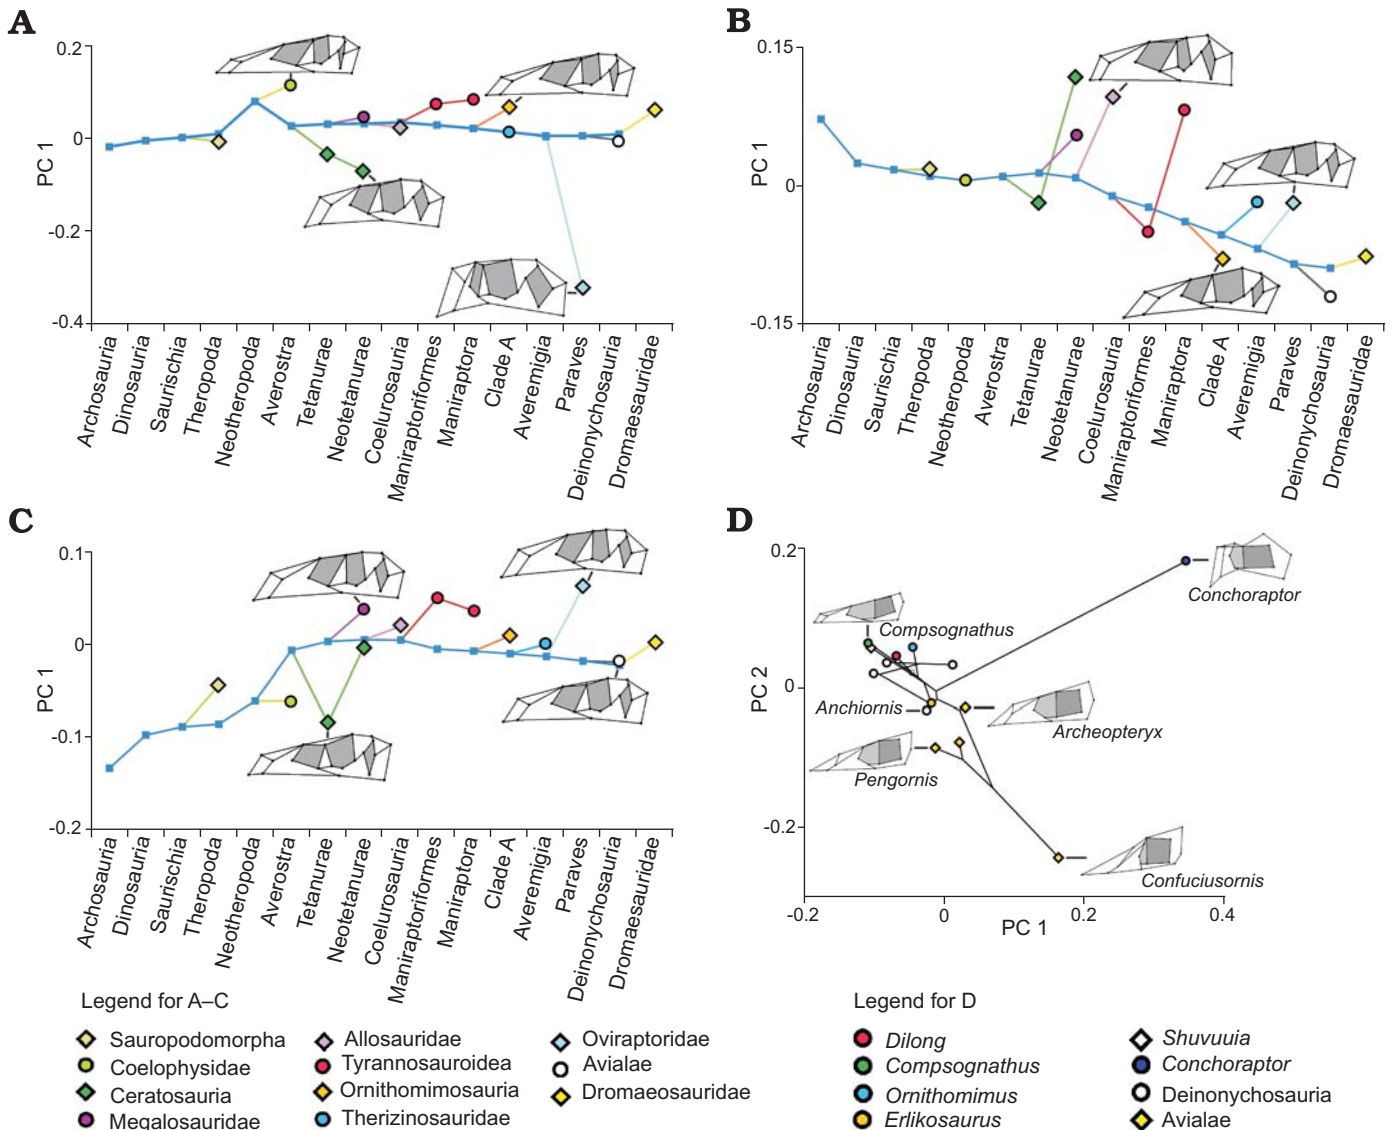 A
0.2
0
-0.2
-0.4
PC 1
Archosauria
Dinosauria
Saurischia
Theropoda
Neotheropoda
Averostra
Tetanurae
Neotetanurae
Coelurosauria
Maniraptoriformes
Maniraptora
Clade A
Averemigia
Paraves
Deinonychosauria
Dromaesauridae
B
0.15
0
-0.15
PC 1
Archosauria
Dinosauria
Saurischia
Theropoda
Neotheropoda
Averostra
Tetanurae
Neotetanurae
Coelurosauria
Maniraptoriformes
Maniraptora
Clade A
Averemigia
Paraves
Deinonychosauria
Dromaesauridae
C
0.1
0
-0.1
-0.2
PC 1
Archosauria
Dinosauria
Saurischia
Theropoda
Neotheropoda
Averostra
Tetanurae
Neotetanurae
Coelurosauria
Maniraptoriformes
Maniraptora
Clade A
Averemigia
Paraves
Deinonychosauria
Dromaesauridae
D
0.2
0
-0.2
PC 2
Conchoraptor
Compsognathus
Anchiornis
Archeopteryx
Pengornis
Confuciusornis
-0.2
0
0.2
0.4
PC 1
Legend for A–C
Sauropodomorpha
Coelophysidae
Ceratosauria
Megalosauridae
Allosauridae
Tyrannosauroidea
Ornithomimosauria
Therizinosauridae
Oviraptoridae
Avialae
Dromaeosauridae
Legend for D
Dilong
Compsognathus
Ornithomimus
Erlikosaurus
Shuvuuia
Conchoraptor
Deinonychosauria
Avialae